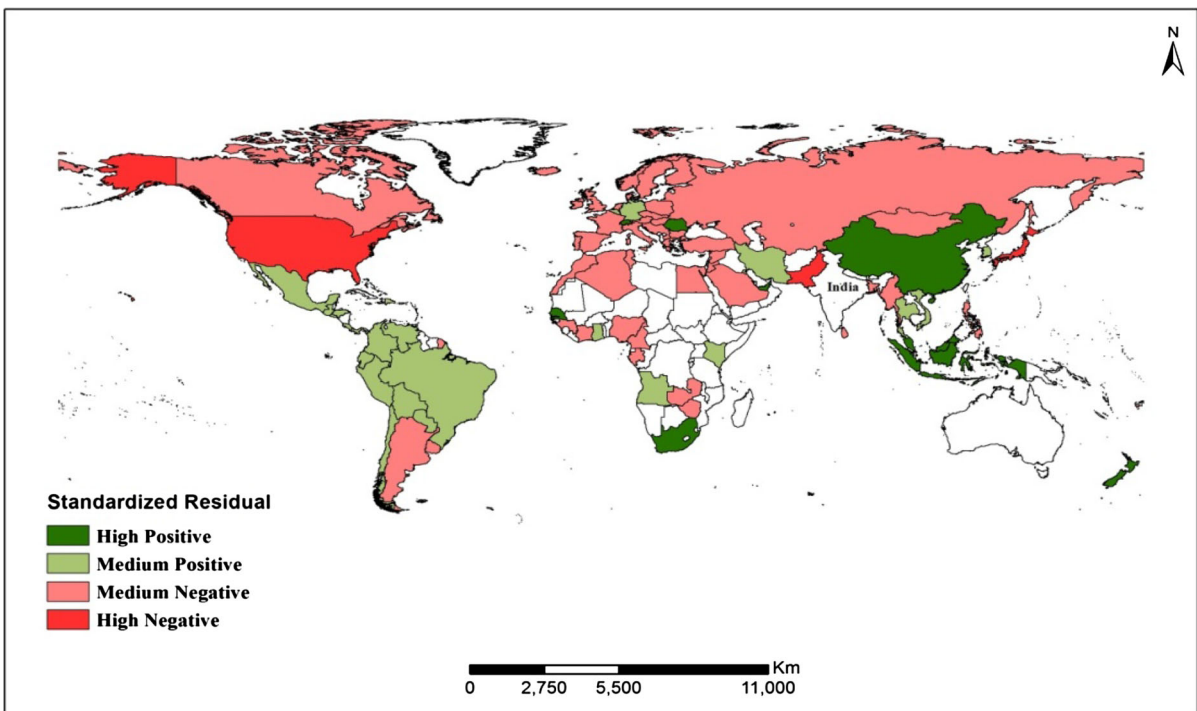 N
India
Standardized Residual
High Positive
Medium Positive
Medium Negative
High Negative
Km
0 2,750 5,500 11,000